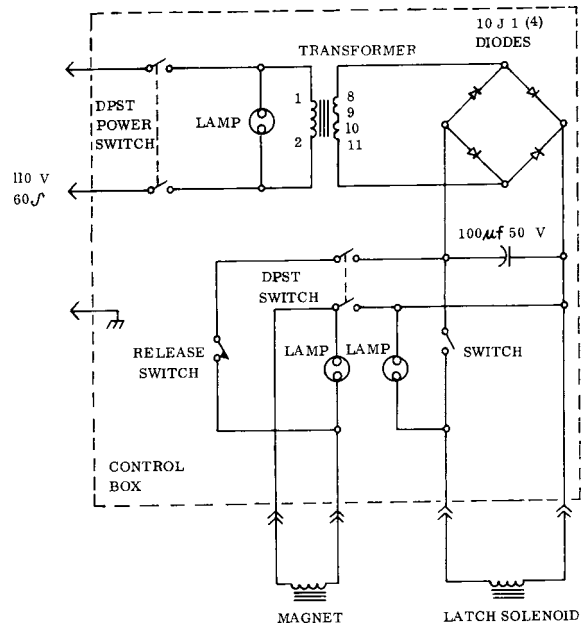 10 J 1 (4)
DIODES
TRANSFORMER
DPST
POWER
SWITCH
LAMP
1
2
8
9
10
11
110 V
60∫
100μf 50 V
DPST
SWITCH
RELEASE
SWITCH
LAMP
LAMP
SWITCH
CONTROL
BOX
MAGNET
LATCH SOLENOID